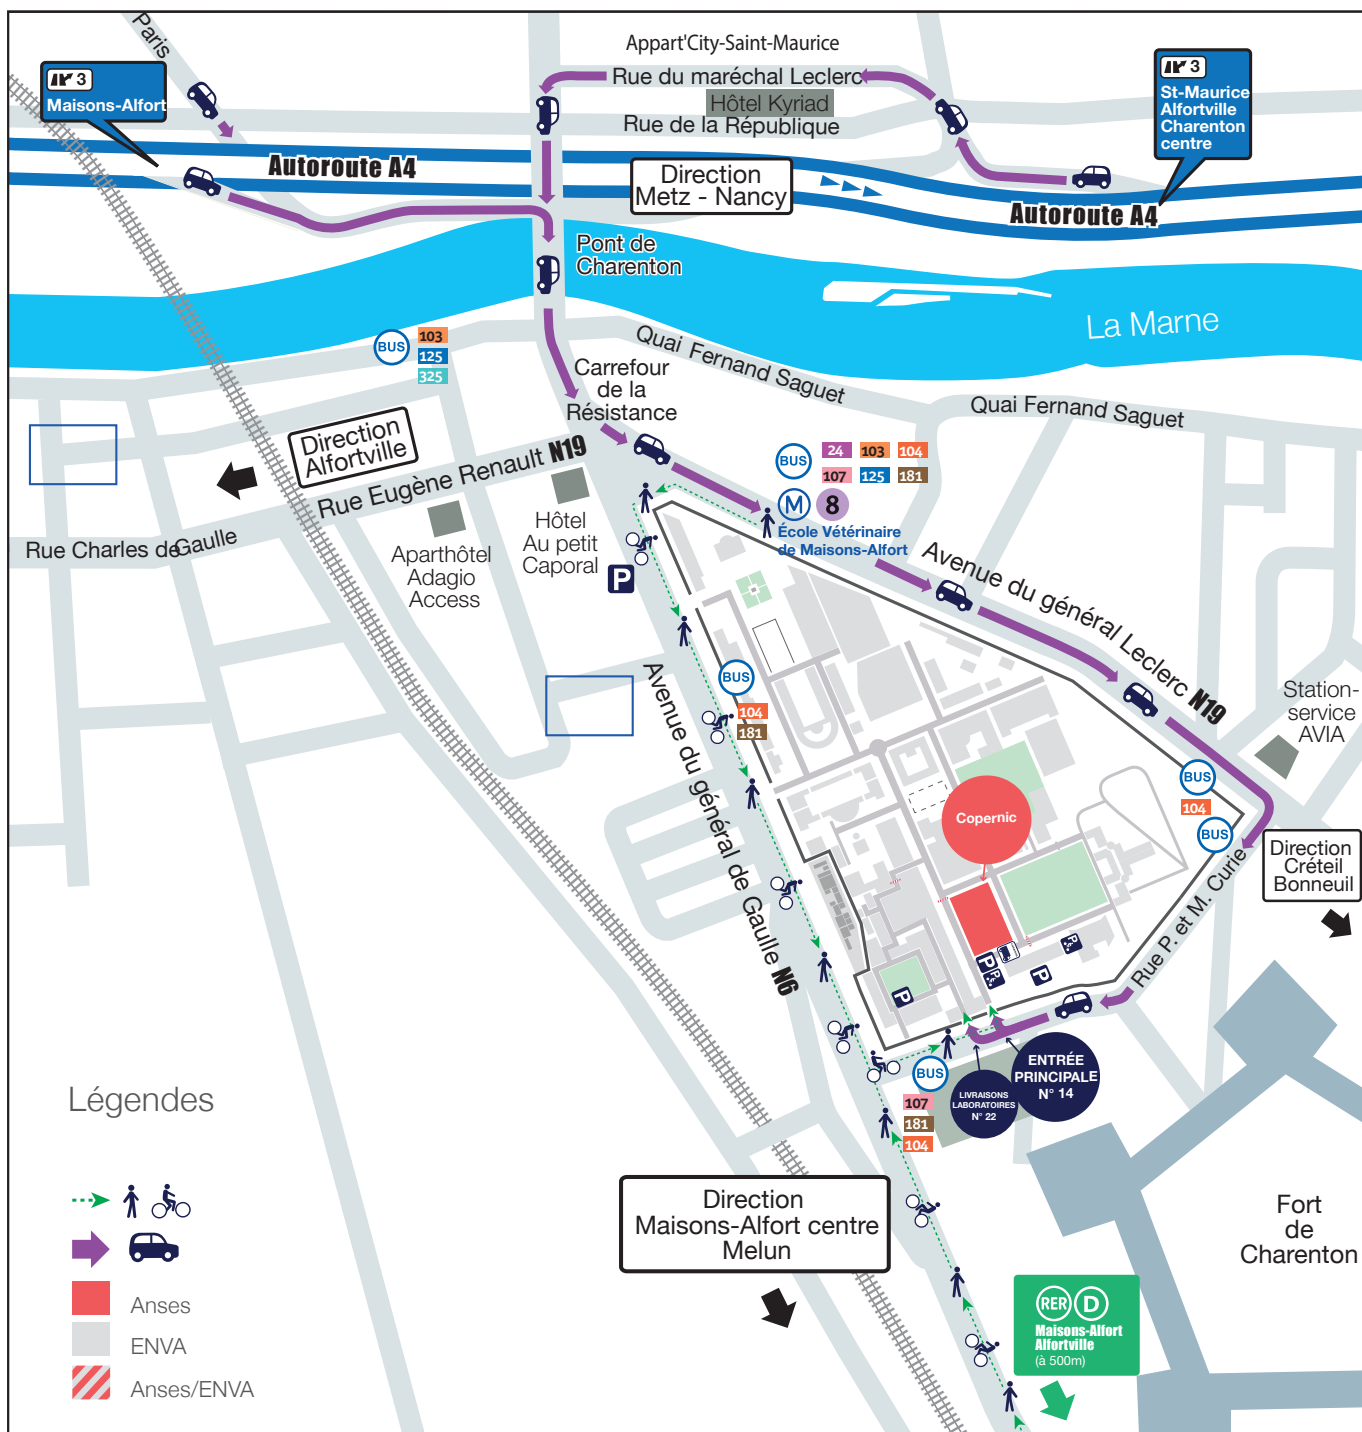 Paris
3
Maisons-Alfort
Appart'City-Saint-Maurice
Rue du maréchal Leclerc
Hôtel Kyriad
Rue de la République
3
St-Maurice
Alfortville
Charenton
centre
Autoroute A4
Direction
Metz - Nancy
Autoroute A4
Pont de
Charenton
La Marne
BUS
103
125
325
Quai Fernand Saguet
Quai Fernand Saguet
Carrefour
de la
Résistance
Direction
Alfortville
Rue Eugène Renault N19
Rue Charles de Gaulle
BUS
24
103
104
107
125
181
M
8
École Vétérinaire
de Maisons-Alfort
Hôtel
Au petit
Caporal
Aparthôtel
Adagio
Access
P
Avenue du général Leclerc N19
Station-
service
AVIA
BUS
104
181
Avenue du général de Gaulle N6
BUS
104
BUS
Copernic
Direction
Créteil
Bonneuil
Rue P. et M. Curie
P
P
P
P
P
ENTRÉE
PRINCIPALE
N° 14
LIVRAISONS
LABORATOIRES
N° 22
BUS
107
181
104
Direction
Maisons-Alfort centre
Melun
Fort
de
Charenton
RER D
Maisons-Alfort
Alfortville
(à 500m)
Légendes
Anses
ENVA
Anses/ENVA